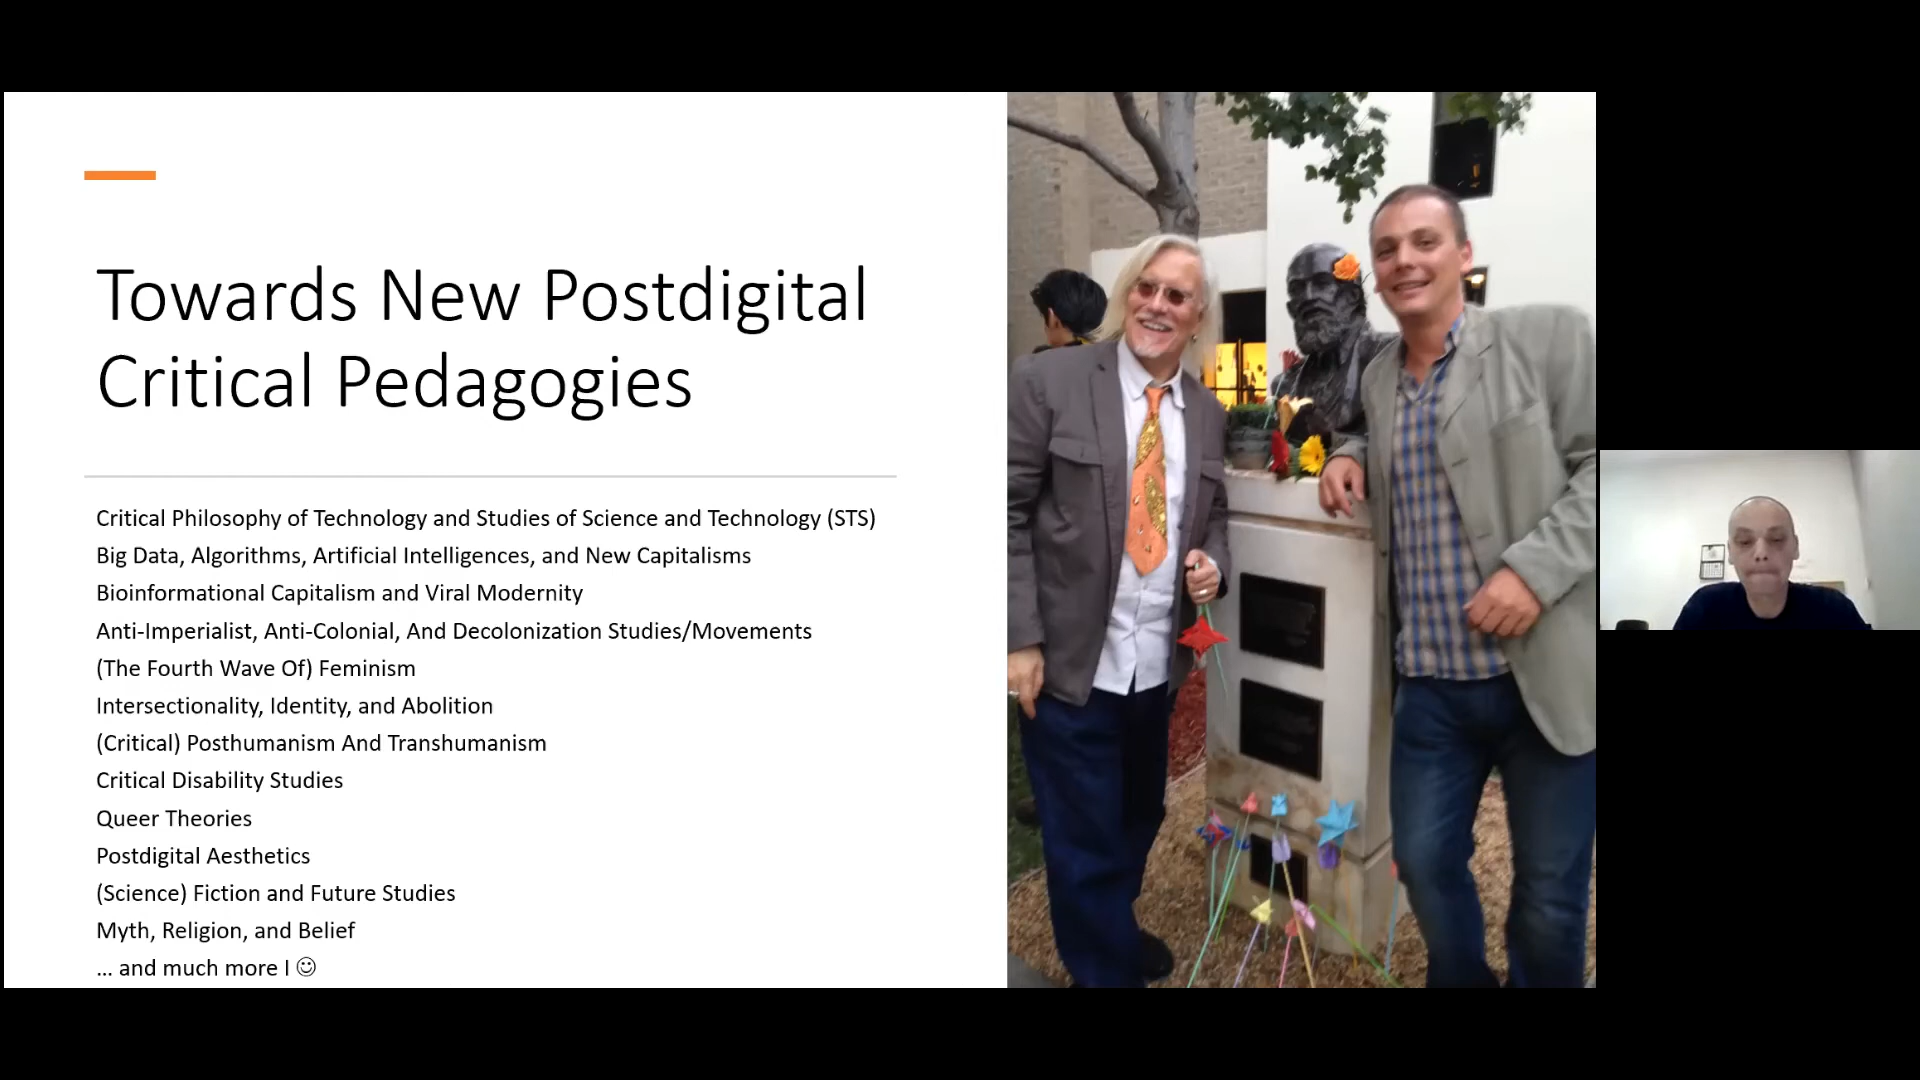 Towards New Postdigital
Critical Pedagogies
Critical Philosophy of Technology and Studies of Science and Technology (STS)
Big Data, Algorithms, Artificial Intelligences, and New Capitalisms
Bioinformational Capitalism and Viral Modernity
Anti-Imperialist, Anti-Colonial, And Decolonization Studies/Movements
(The Fourth Wave Of) Feminism
Intersectionality, Identity, and Abolition
(Critical) Posthumanism And Transhumanism
Critical Disability Studies
Queer Theories
Postdigital Aesthetics
(Science) Fiction and Future Studies
Myth, Religion, and Belief
... and much more I ☺